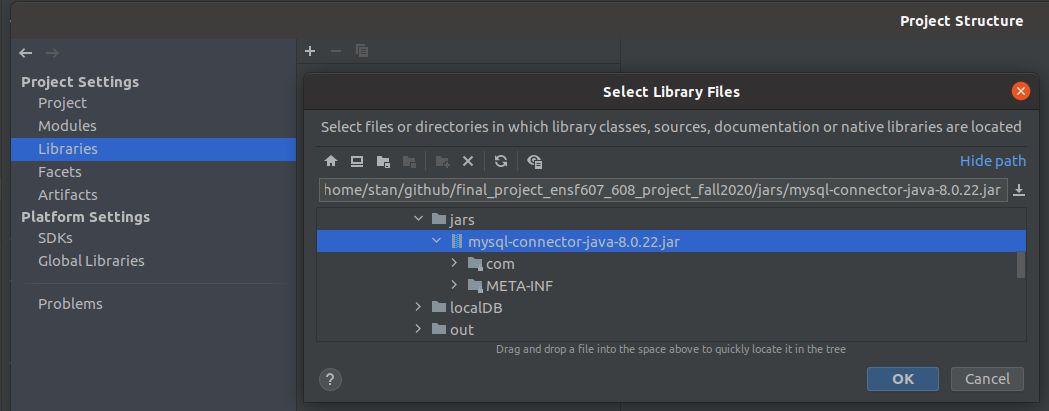 Project Structure
Project Settings
Project
Modules
Libraries
Facets
Artifacts
Platform Settings
SDKs
Global Libraries
Problems
Select Library Files
Select files or directories in which library classes, sources, documentation or native libraries are located
Hide path
home/stan/github/final_project_ensf607_608_project_fall2020/jars/mysql-connector-java-8.0.22.jar
jars
mysql-connector-java-8.0.22.jar
com
META-INF
localDB
out
Drag and drop a file into the space above to quickly locate it in the tree
?
OK
Cancel